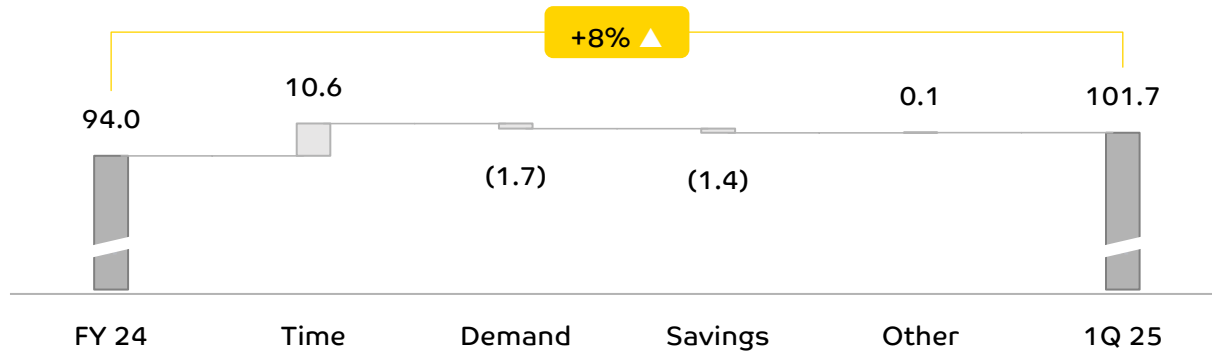 +8%
94.0
10.6
(1.7)
(1.4)
0.1
101.7
FY 24
Time
Demand
Savings
Other
1Q 25